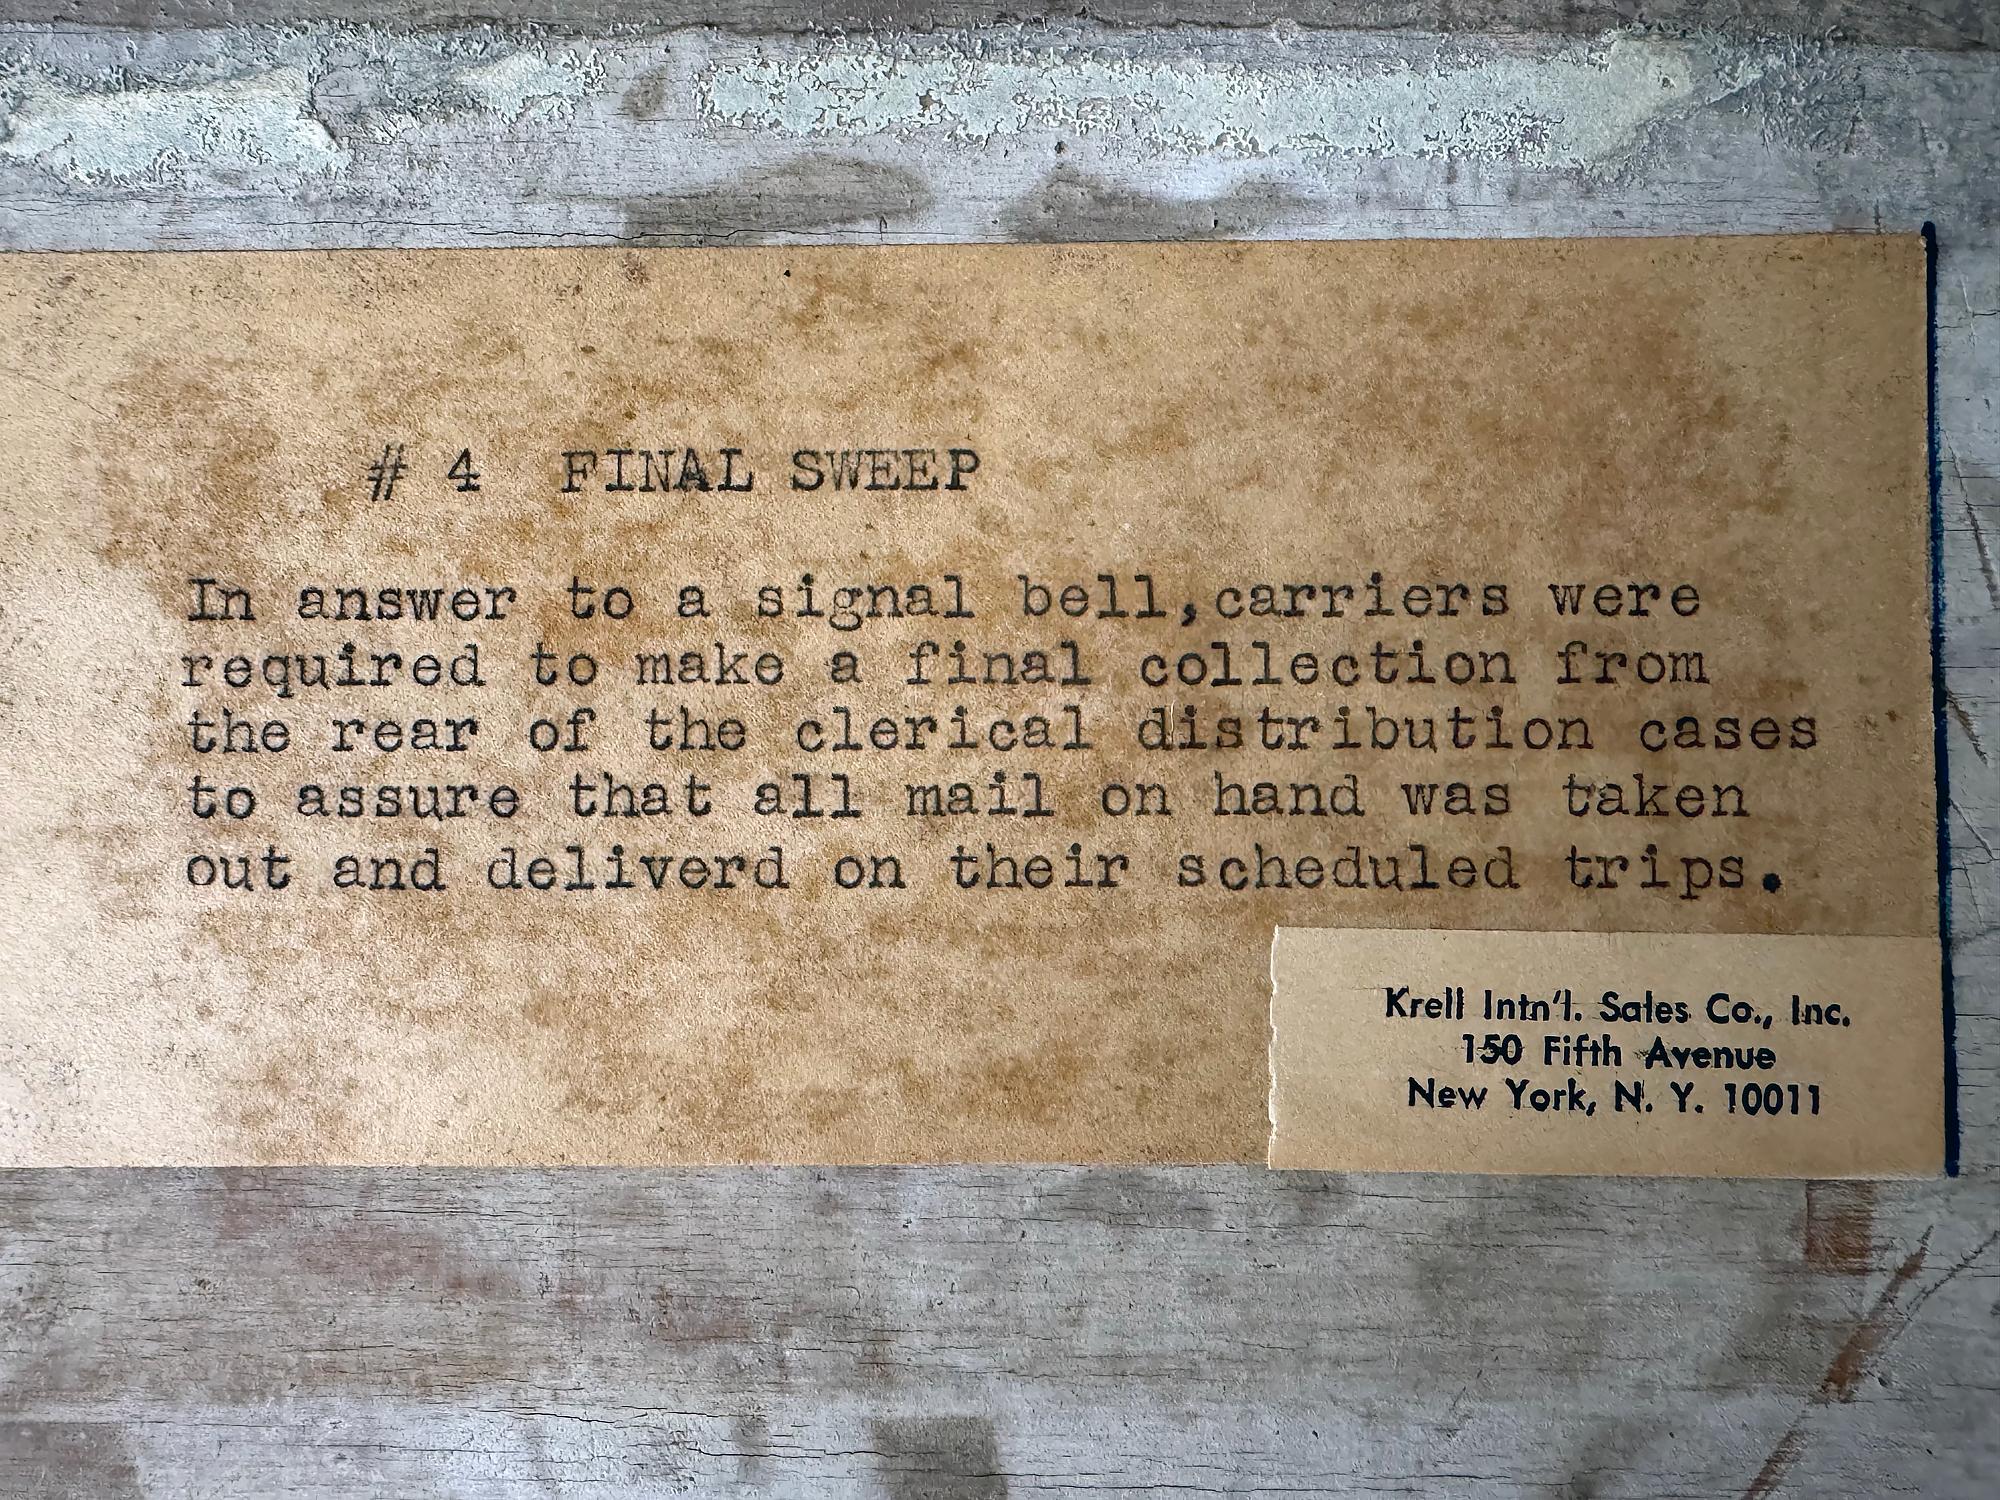 # 4 FINAL SWEEP
In answer to a signal bell,carriers were
required to make a final collection from
the rear of the clerical distribution cases
to assure that all mail on hand was taken
out and deliverd on their scheduled trips.
Krell Intn'l. Sales Co., Inc.
150 Fifth Avenue
New York, N. Y. 10011